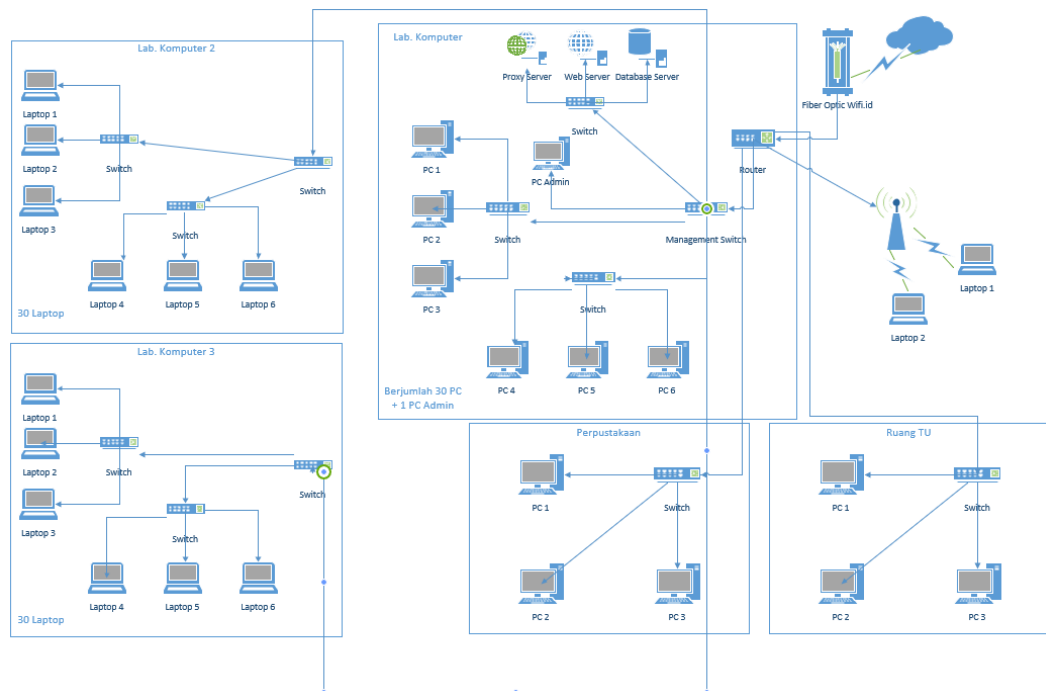 Lab. Komputer 2
Laptop 1
Laptop 2
Switch
Laptop 3
Switch
Switch
Laptop 4
Laptop 5
Laptop 6
30 Laptop
Lab. Komputer
Proxy Server
Web Server
Database Server
Switch
PC 1
PC Admin
PC 2
Switch
Management Switch
PC 3
Switch
PC 4
PC 5
PC 6
Berjumlah 30 PC
+ 1 PC Admin
Fiber Optic Wifi.id
Router
Laptop 1
Laptop 2
Lab. Komputer 3
Laptop 1
Laptop 2
Switch
Switch
Laptop 3
Switch
Laptop 4
Laptop 5
Laptop 6
30 Laptop
Perpustakaan
PC 1
Switch
PC 2
PC 3
Ruang TU
PC 1
Switch
PC 2
PC 3